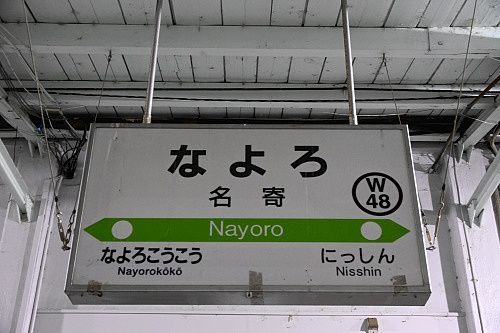 なよろ
名寄
W
48
Nayoro
なよろこうこう
Nayorokōkō
にっしん
Nisshin